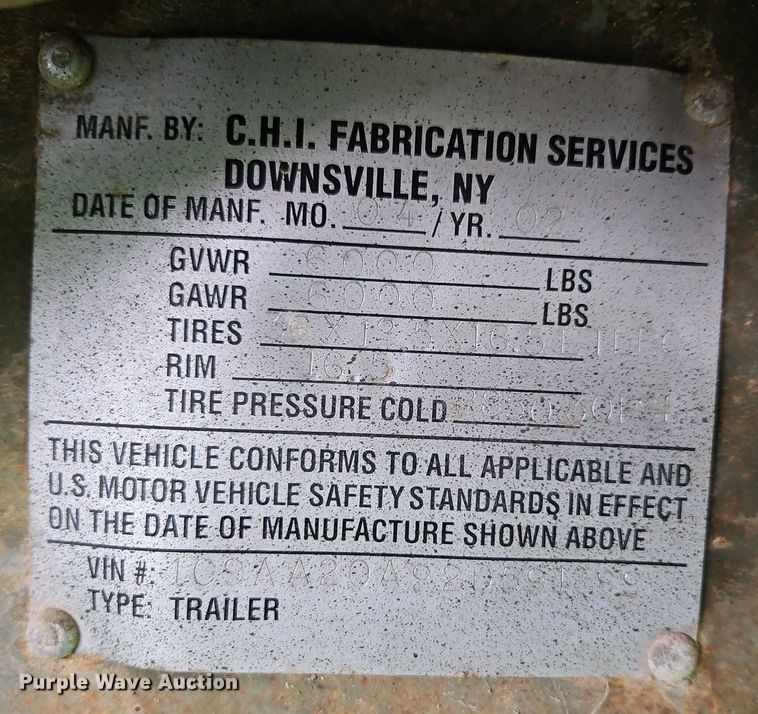 MANF. BY: C.H.I. FABRICATION SERVICES
DOWNSVILLE, NY
DATE OF MANF. MO. 04 / YR. 02
GVWR 6000 LBS
GAWR 6000 LBS
TIRES
RIM 16.5
TIRE PRESSURE COLD
THIS VEHICLE CONFORMS TO ALL APPLICABLE AND
U.S. MOTOR VEHICLE SAFETY STANDARDS IN EFFECT
ON THE DATE OF MANUFACTURE SHOWN ABOVE
VIN #:
TYPE: TRAILER
Purple Wave Auction